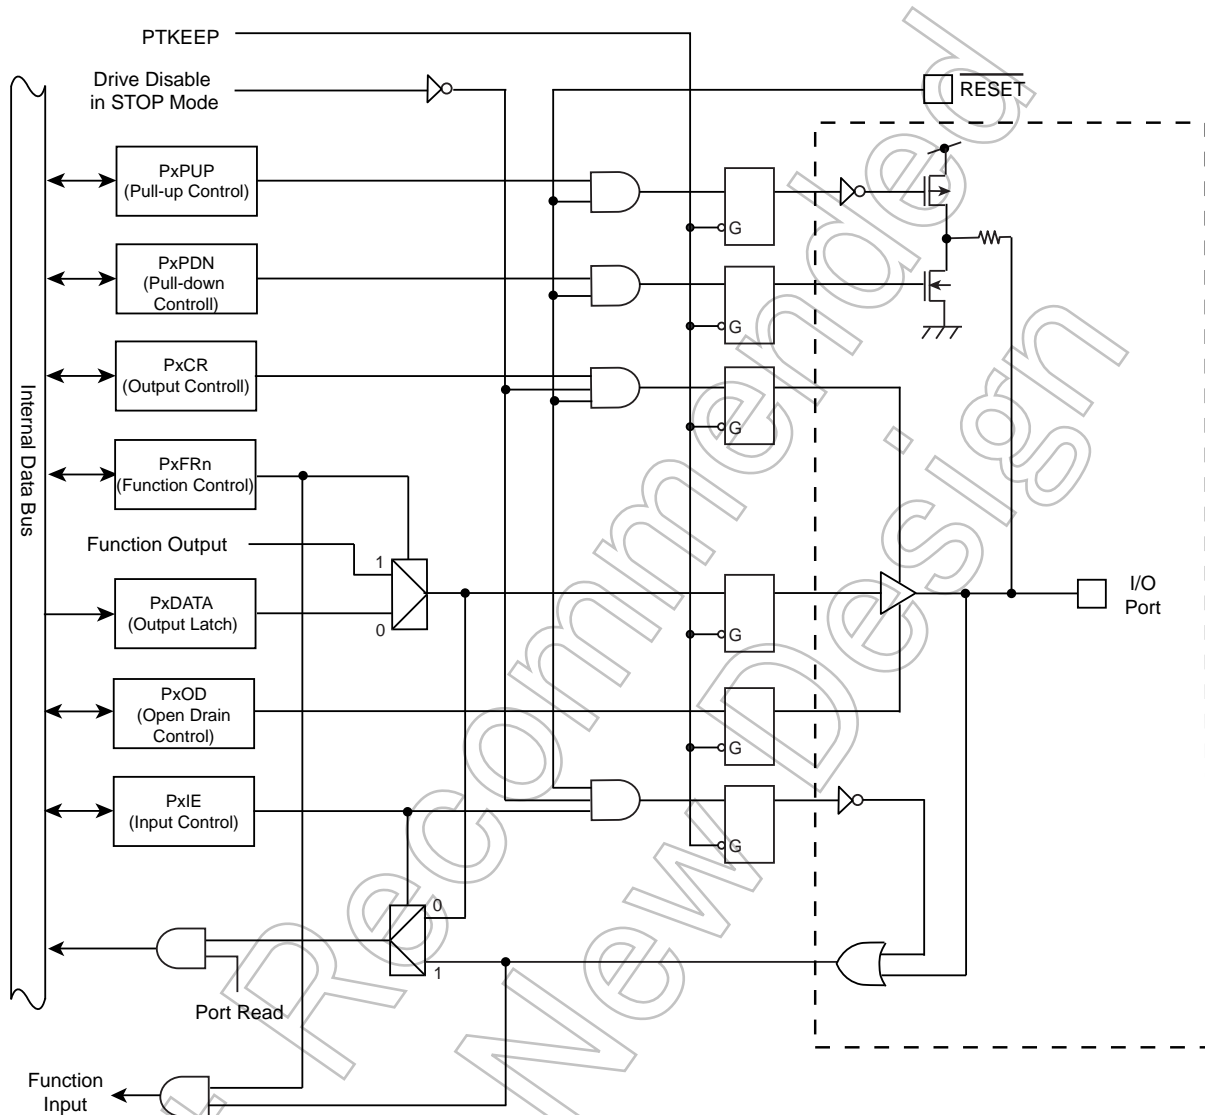 PTKEEP
Drive Disable
in STOP Mode
RESET
PxPUP
(Pull-up Control)
G
PxPDN
(Pull-down
Controll)
G
PxCR
(Output Controll)
G
Internal Data Bus
PxFRn
(Function Control)
Function Output
1
0
PxDATA
(Output Latch)
G
I/O
Port
PxOD
(Open Drain
Control)
G
PxIE
(Input Control)
G
0
1
Port Read
Function
Input
Recommended
New Design